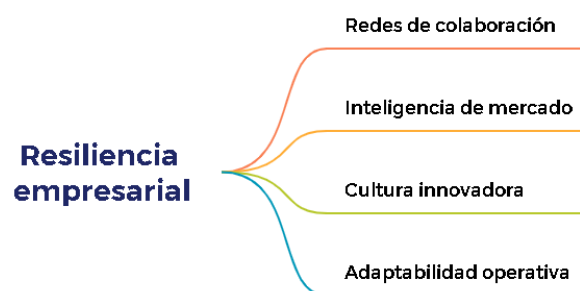 Redes de colaboración
Inteligencia de mercado
Resiliencia
empresarial
Cultura innovadora
Adaptabilidad operativa